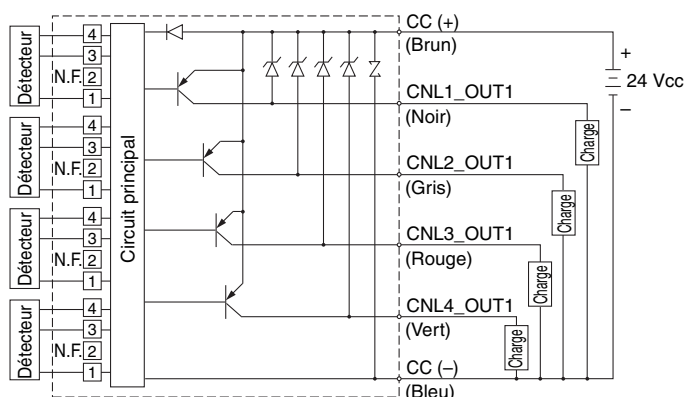 CC (+)
(Brun)
+
24 Vcc
–
CNL1_OUT1
(Noir)
Charge
CNL2_OUT1
(Gris)
Charge
CNL3_OUT1
(Rouge)
Charge
CNL4_OUT1
(Vert)
Charge
CC (–)
(Bleu)
Circuit principal
Détecteur
4
3
N.F. 2
1
Détecteur
4
3
N.F. 2
1
Détecteur
4
3
N.F. 2
1
Détecteur
4
3
N.F. 2
1